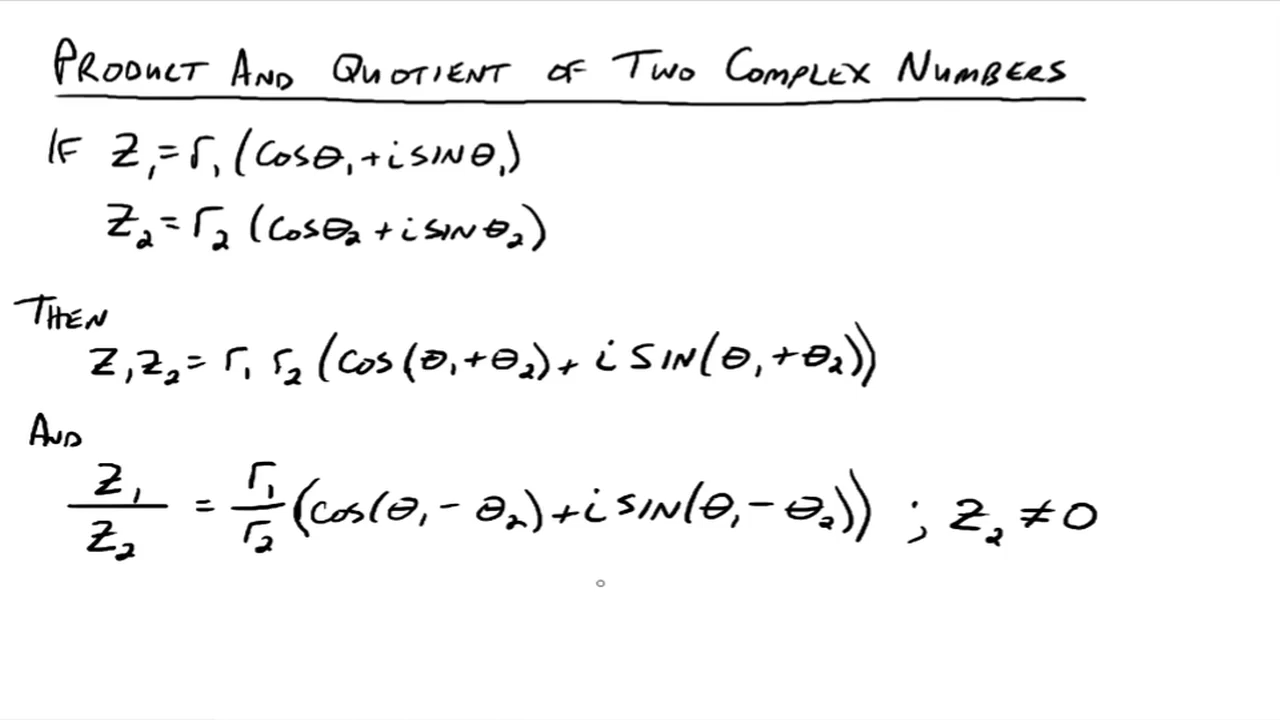 PRODUCT AND QUOTIENT OF TWO COMPLEX NUMBERS
IF Z₁ = r₁ (cosθ₁ + i sinθ₁)
Z₂ = r₂ (cosθ₂ + i sinθ₂)
THEN
Z₁Z₂ = r₁ r₂ (cos(θ₁ + θ₂) + i sin(θ₁ + θ₂))
AND
Z₁/Z₂ = r₁/r₂ (cos(θ₁ - θ₂) + i sin(θ₁ - θ₂)) ; Z₂ ≠ 0